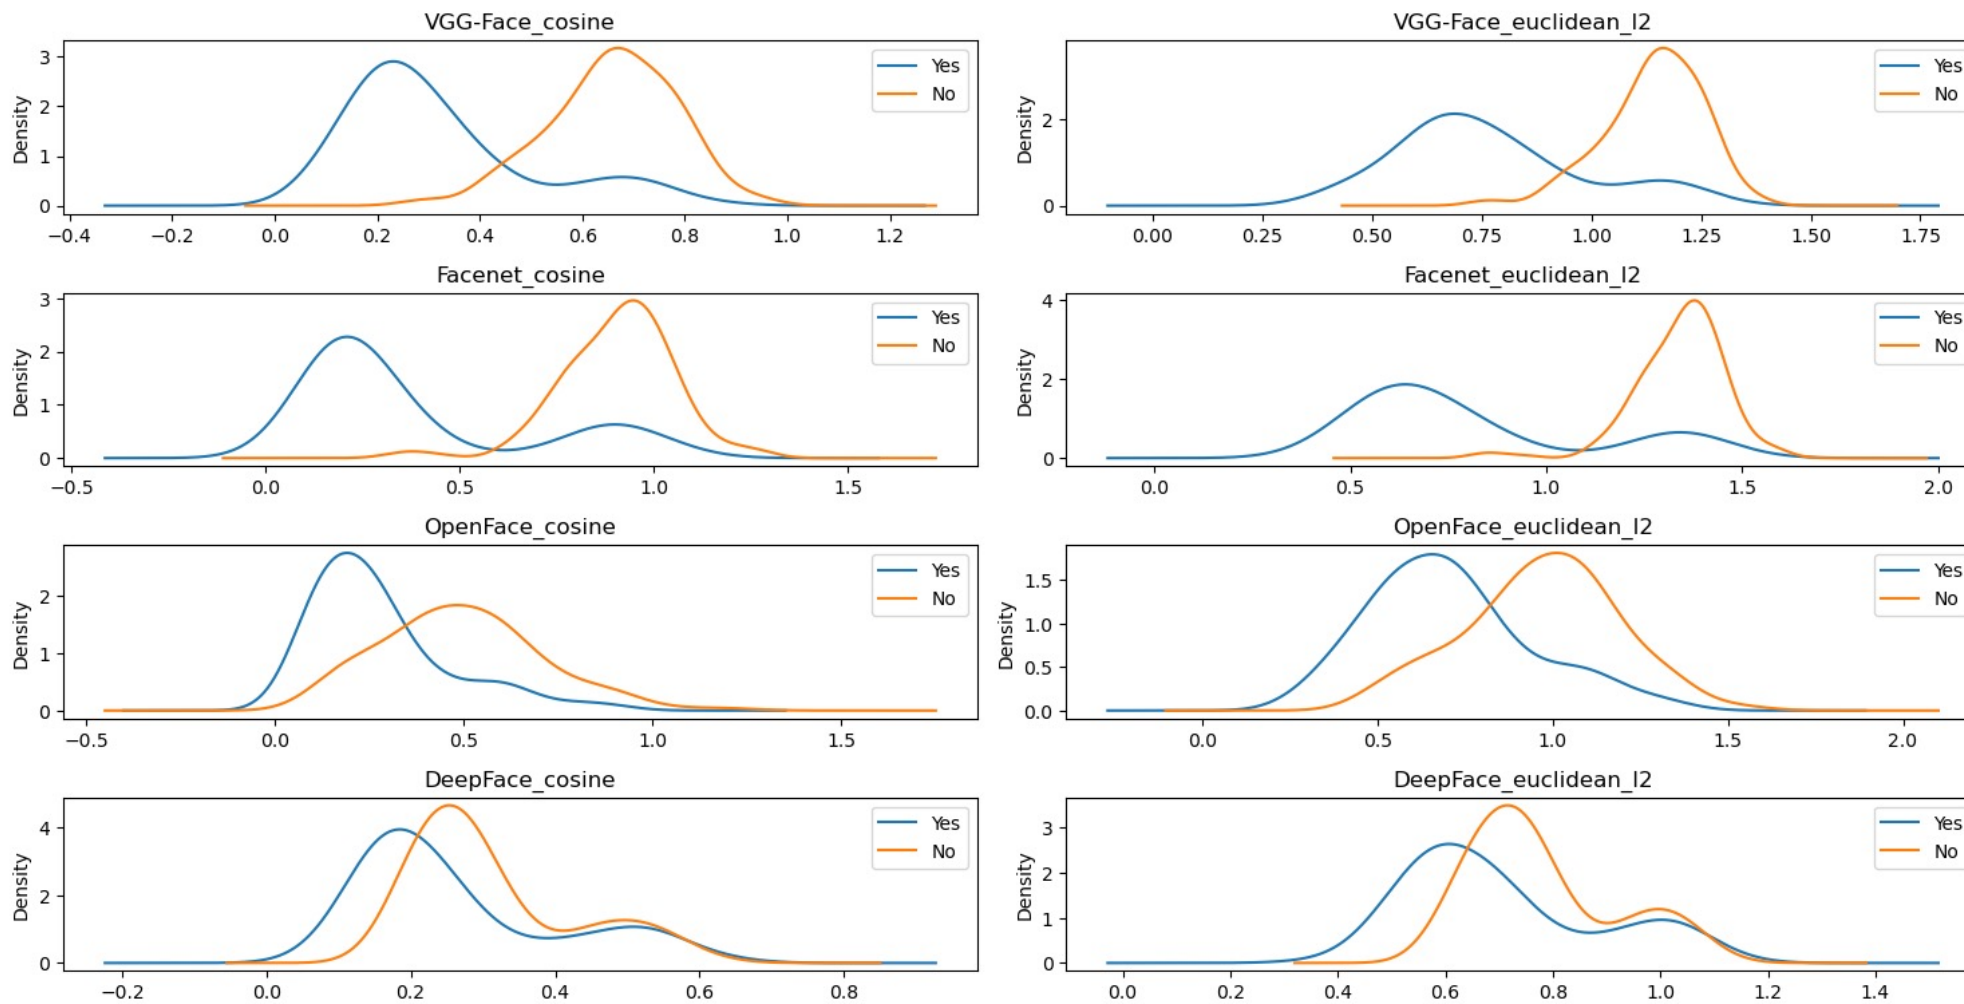 VGG-Face_cosine
Density
3
2
1
0
Yes
No
−0.4 −0.2 0.0 0.2 0.4 0.6 0.8 1.0 1.2
VGG-Face_euclidean_l2
Density
2
0
Yes
No
0.00 0.25 0.50 0.75 1.00 1.25 1.50 1.75
Facenet_cosine
Density
3
2
1
0
Yes
No
−0.5 0.0 0.5 1.0 1.5
Facenet_euclidean_l2
Density
4
2
0
Yes
No
0.0 0.5 1.0 1.5 2.0
OpenFace_cosine
Density
2
1
0
Yes
No
−0.5 0.0 0.5 1.0 1.5
OpenFace_euclidean_l2
Density
1.5
1.0
0.5
0.0
Yes
No
0.0 0.5 1.0 1.5 2.0
DeepFace_cosine
Density
4
2
0
Yes
No
−0.2 0.0 0.2 0.4 0.6 0.8
DeepFace_euclidean_l2
Density
3
2
1
0
Yes
No
0.0 0.2 0.4 0.6 0.8 1.0 1.2 1.4